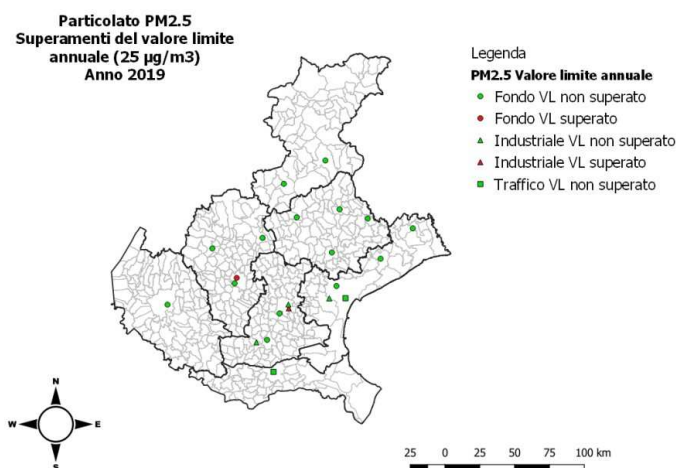 Particolato PM2.5
Superamenti del valore limite
annuale (25 µg/m3)
Anno 2019
Legenda
PM2.5 Valore limite annuale
Fondo VL non superato
Fondo VL superato
Industriale VL non superato
Industriale VL superato
Traffico VL non superato
N
W E
S
25 0 25 50 75 100 km